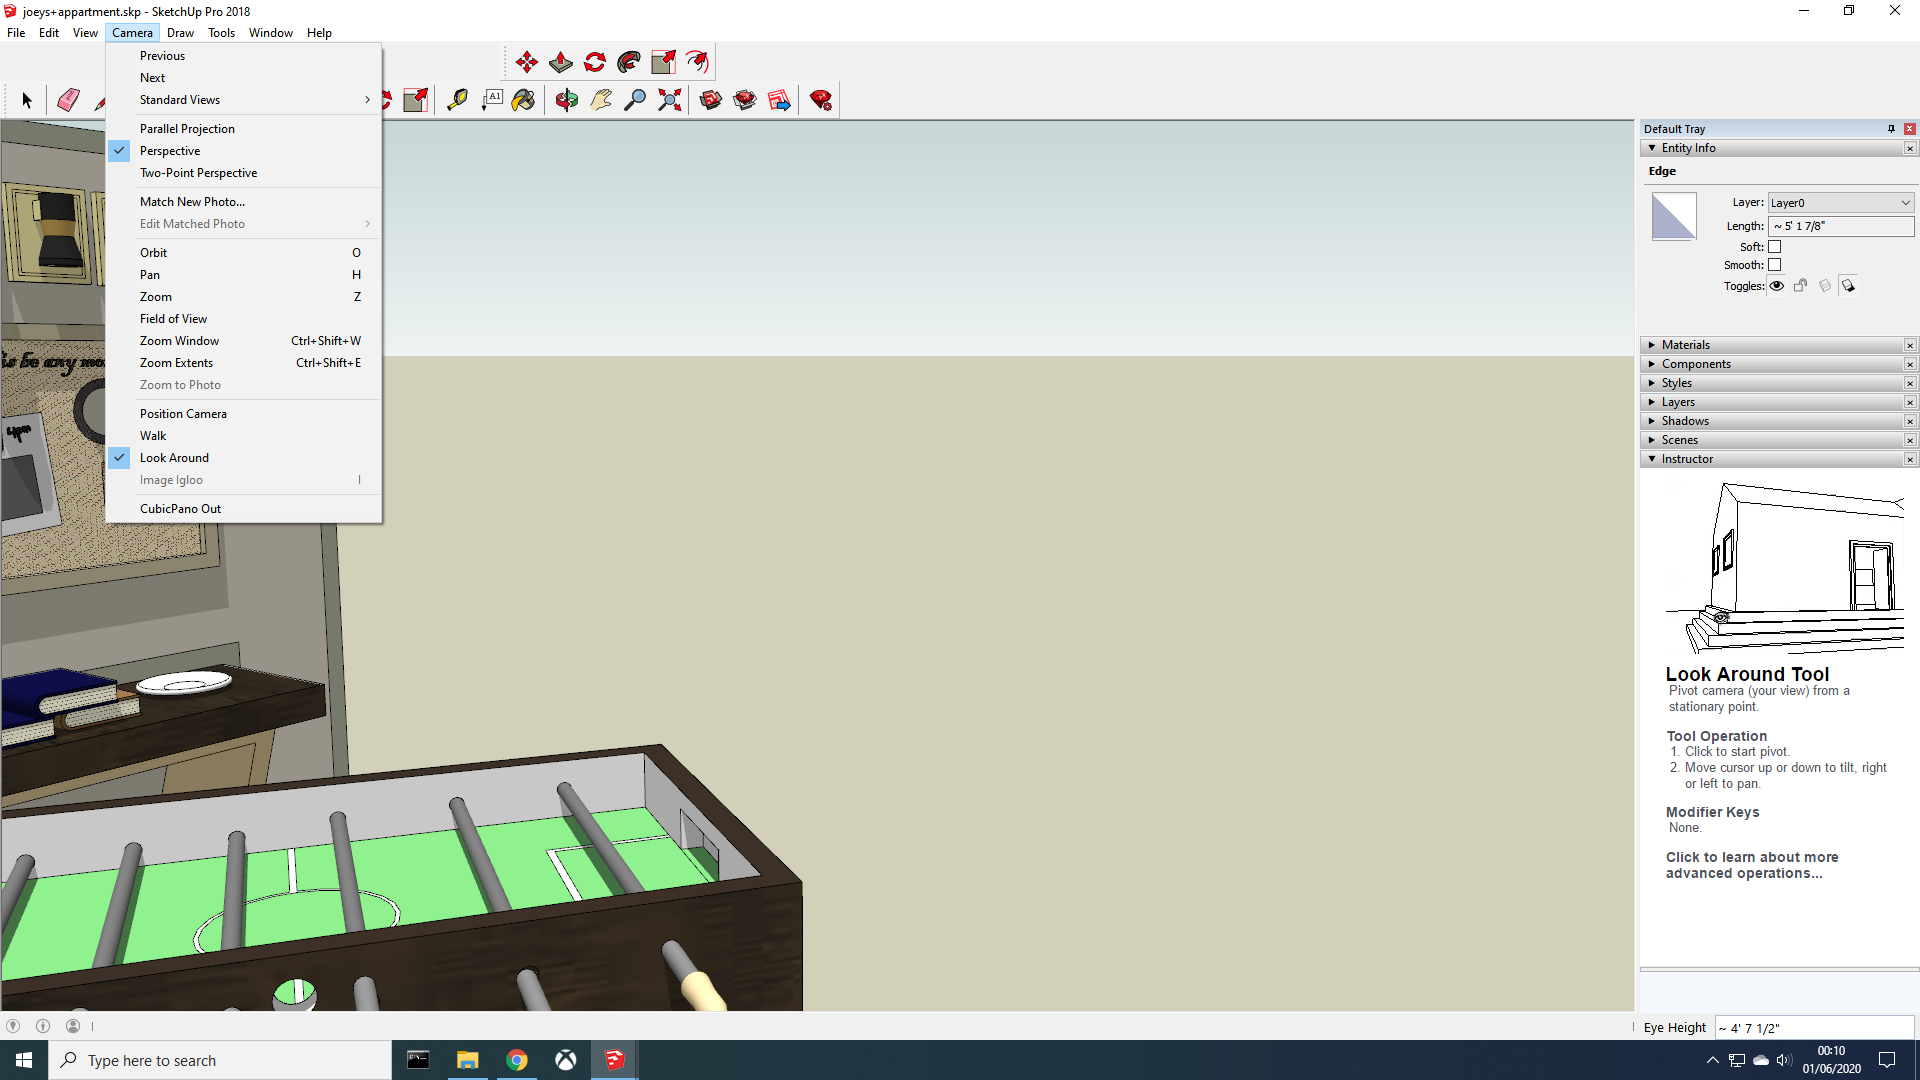 joeys+appartment.skp - SketchUp Pro 2018
File Edit View Camera Draw Tools Window Help
Previous
Next
Standard Views
Parallel Projection
Perspective
Two-Point Perspective
Match New Photo...
Edit Matched Photo
Orbit O
Pan H
Zoom Z
Field of View
Zoom Window Ctrl+Shift+W
Zoom Extents Ctrl+Shift+E
Zoom to Photo
Position Camera
Walk
Look Around
Image Igloo I
CubicPano Out
A1
is be any mo
Default Tray
Entity Info
Edge
Layer: Layer0
Length: ~ 5' 1 7/8"
Soft:
Smooth:
Toggles:
Materials
Components
Styles
Layers
Shadows
Scenes
Instructor
Look Around Tool
Pivot camera (your view) from a
stationary point.
Tool Operation
1. Click to start pivot.
2. Move cursor up or down to tilt, right
or left to pan.
Modifier Keys
None.
Click to learn about more
advanced operations...
Eye Height ~ 4' 7 1/2"
Type here to search
00:10
01/06/2020